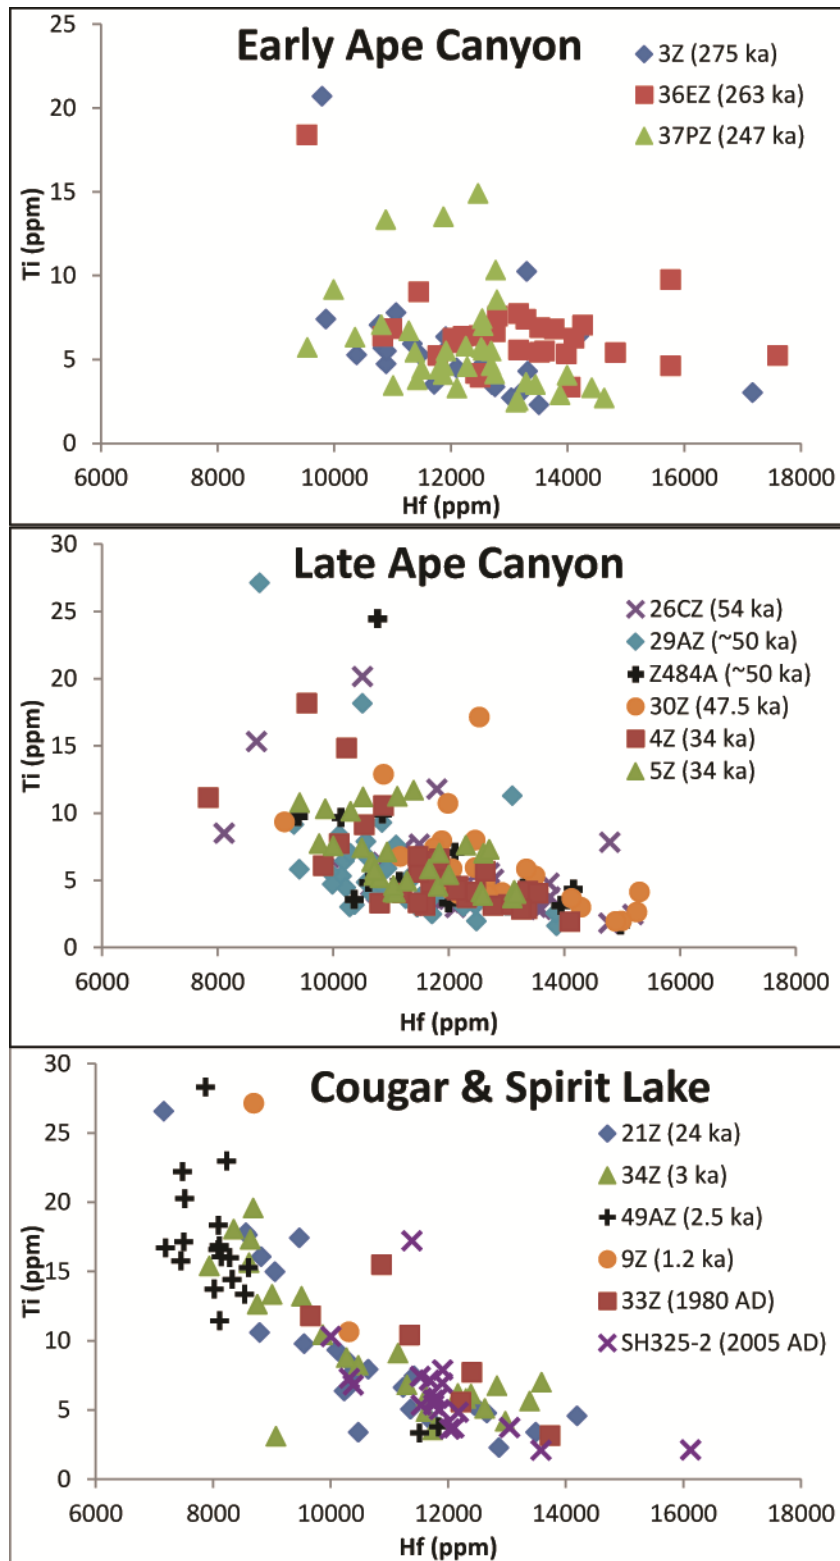 Early Ape Canyon
3Z (275 ka)
36EZ (263 ka)
37PZ (247 ka)
25
20
15
10
5
0
Ti (ppm)
6000 8000 10000 12000 14000 16000 18000
Hf (ppm)
Late Ape Canyon
26CZ (54 ka)
29AZ (~50 ka)
Z484A (~50 ka)
30Z (47.5 ka)
4Z (34 ka)
5Z (34 ka)
30
25
20
15
10
5
0
Ti (ppm)
6000 8000 10000 12000 14000 16000 18000
Hf (ppm)
Cougar & Spirit Lake
21Z (24 ka)
34Z (3 ka)
49AZ (2.5 ka)
9Z (1.2 ka)
33Z (1980 AD)
SH325-2 (2005 AD)
30
25
20
15
10
5
0
Ti (ppm)
6000 8000 10000 12000 14000 16000 18000
Hf (ppm)